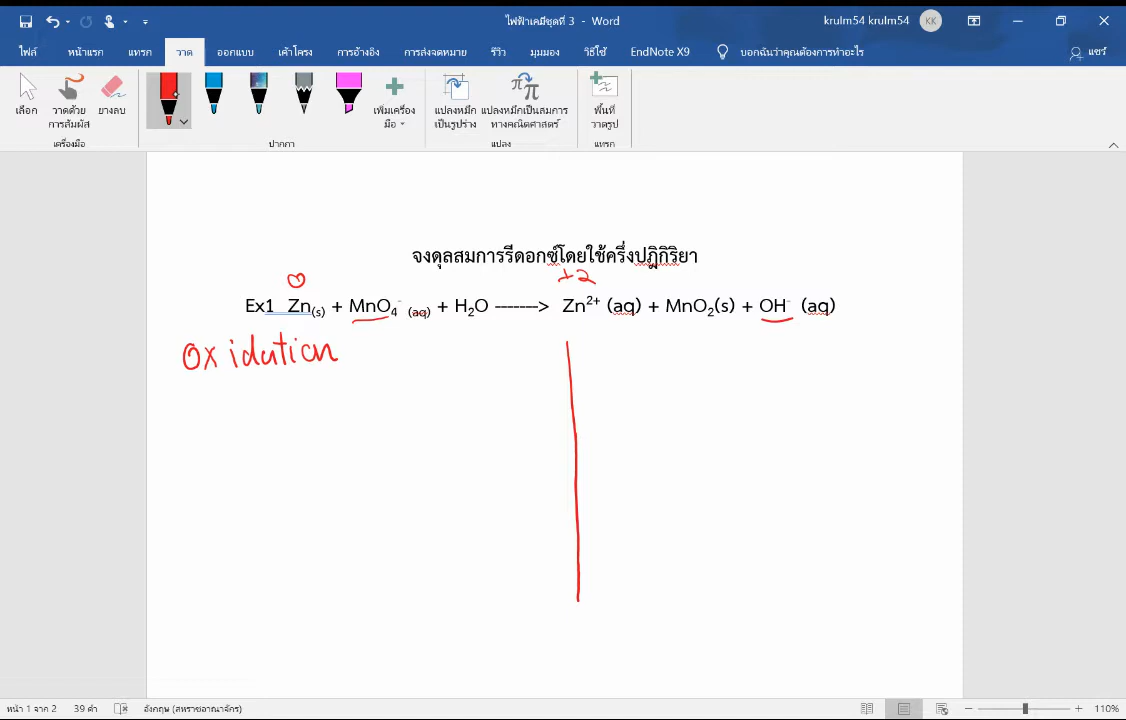 ไฟฟ้าเคมีชุดที่ 3 - Word
krulm54 krulm54
KK
ไฟล์ หน้าแรก แทรก วาด ออกแบบ เค้าโครง การอ้างอิง การส่งจดหมาย รีวิว มุมมอง วิธีใช้ EndNote X9 บอกฉันว่าคุณต้องการทำอะไร แชร์
เลือก วาดด้วยการสัมผัส ยางลบ เพิ่มเครื่องมือ แปลงหมึกเป็นรูปร่าง แปลงหมึกเป็นสมการทางคณิตศาสตร์ พื้นที่วาดรูป
เครื่องมือ ปากกา แปลง แทรก
จงดุลสมการรีดอกซ์โดยใช้ครึ่งปฎิกิริยา
0 +2
Ex1 Zn(s) + MnO₄⁻ (aq) + H₂O -------> Zn²⁺ (aq) + MnO₂(s) + OH⁻ (aq)
Oxidation
หน้า 1 จาก 2 39 คำ อังกฤษ (สหราชอาณาจักร) 110%